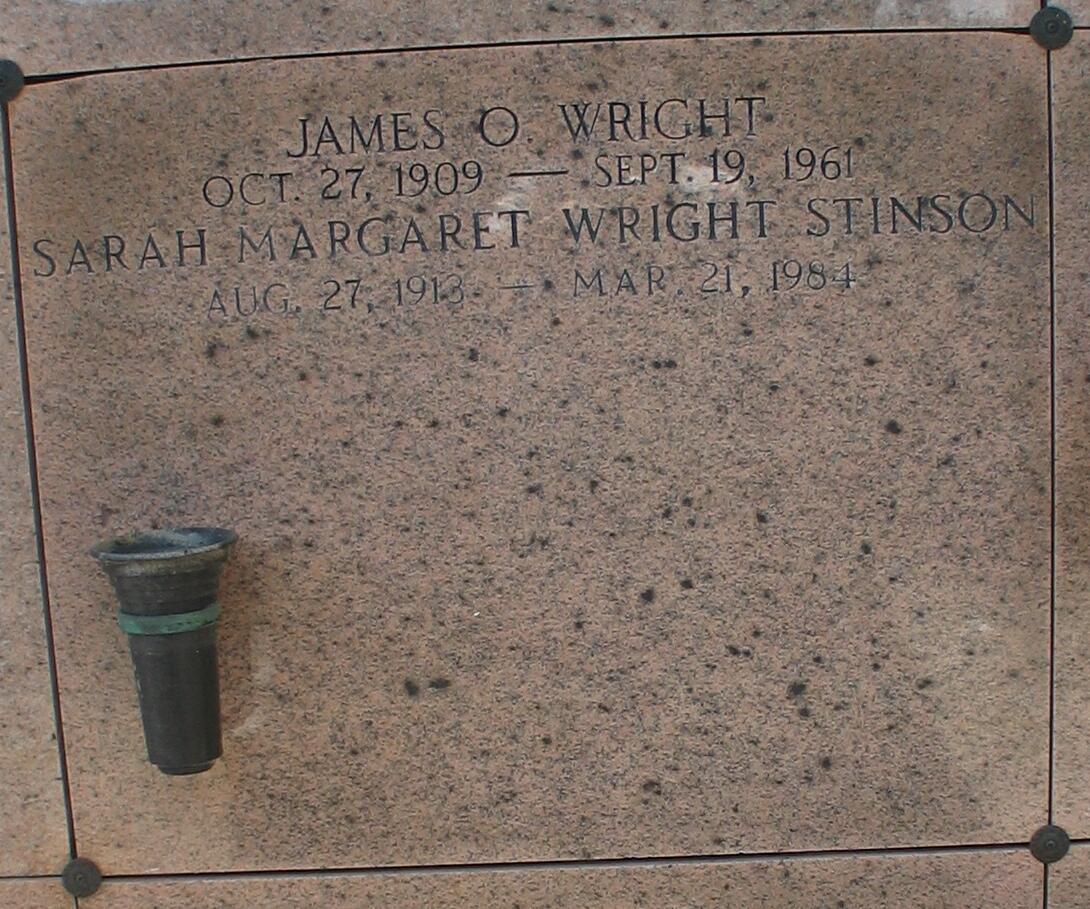 JAMES O. WRIGHT
OCT. 27, 1909 — SEPT. 19, 1961
SARAH MARGARET WRIGHT STINSON
AUG. 27, 1913 — MAR. 21, 1984